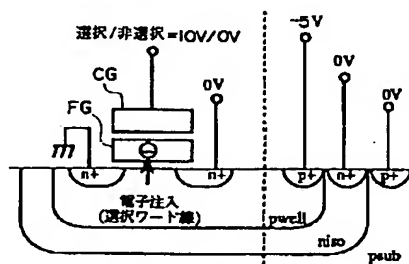 選択/非選択=10V/0V
-5V
CG
0V
0V
FG
0V
n+
n+
p+
n+
p+
電子注入
(選択ワード線)
pwell
niso
psub